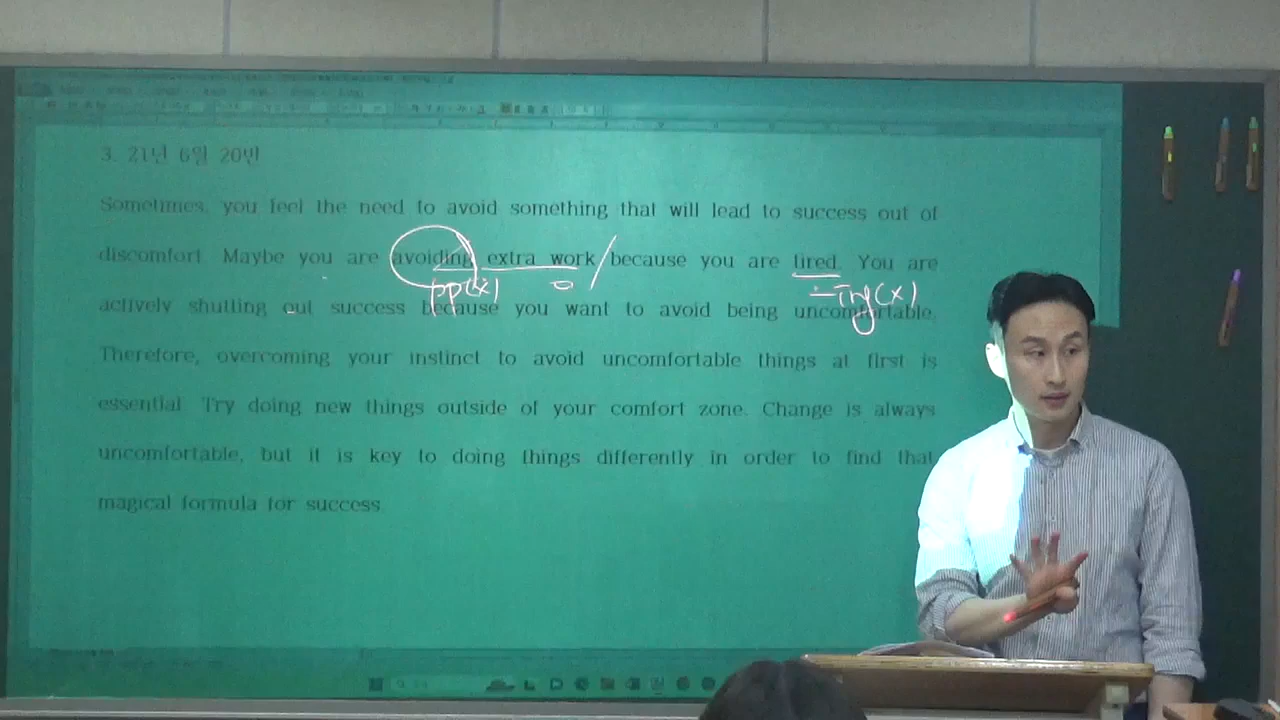 3. 21년 6월 20번
Sometimes, you feel the need to avoid something that will lead to success out of
discomfort. Maybe you are avoiding extra work because you are tired. You are
pp(x) o -ing(x)
actively shutting out success because you want to avoid being uncomfortable.
Therefore, overcoming your instinct to avoid uncomfortable things at first is
essential. Try doing new things outside of your comfort zone. Change is always
uncomfortable, but it is key to doing things differently in order to find that
magical formula for success.